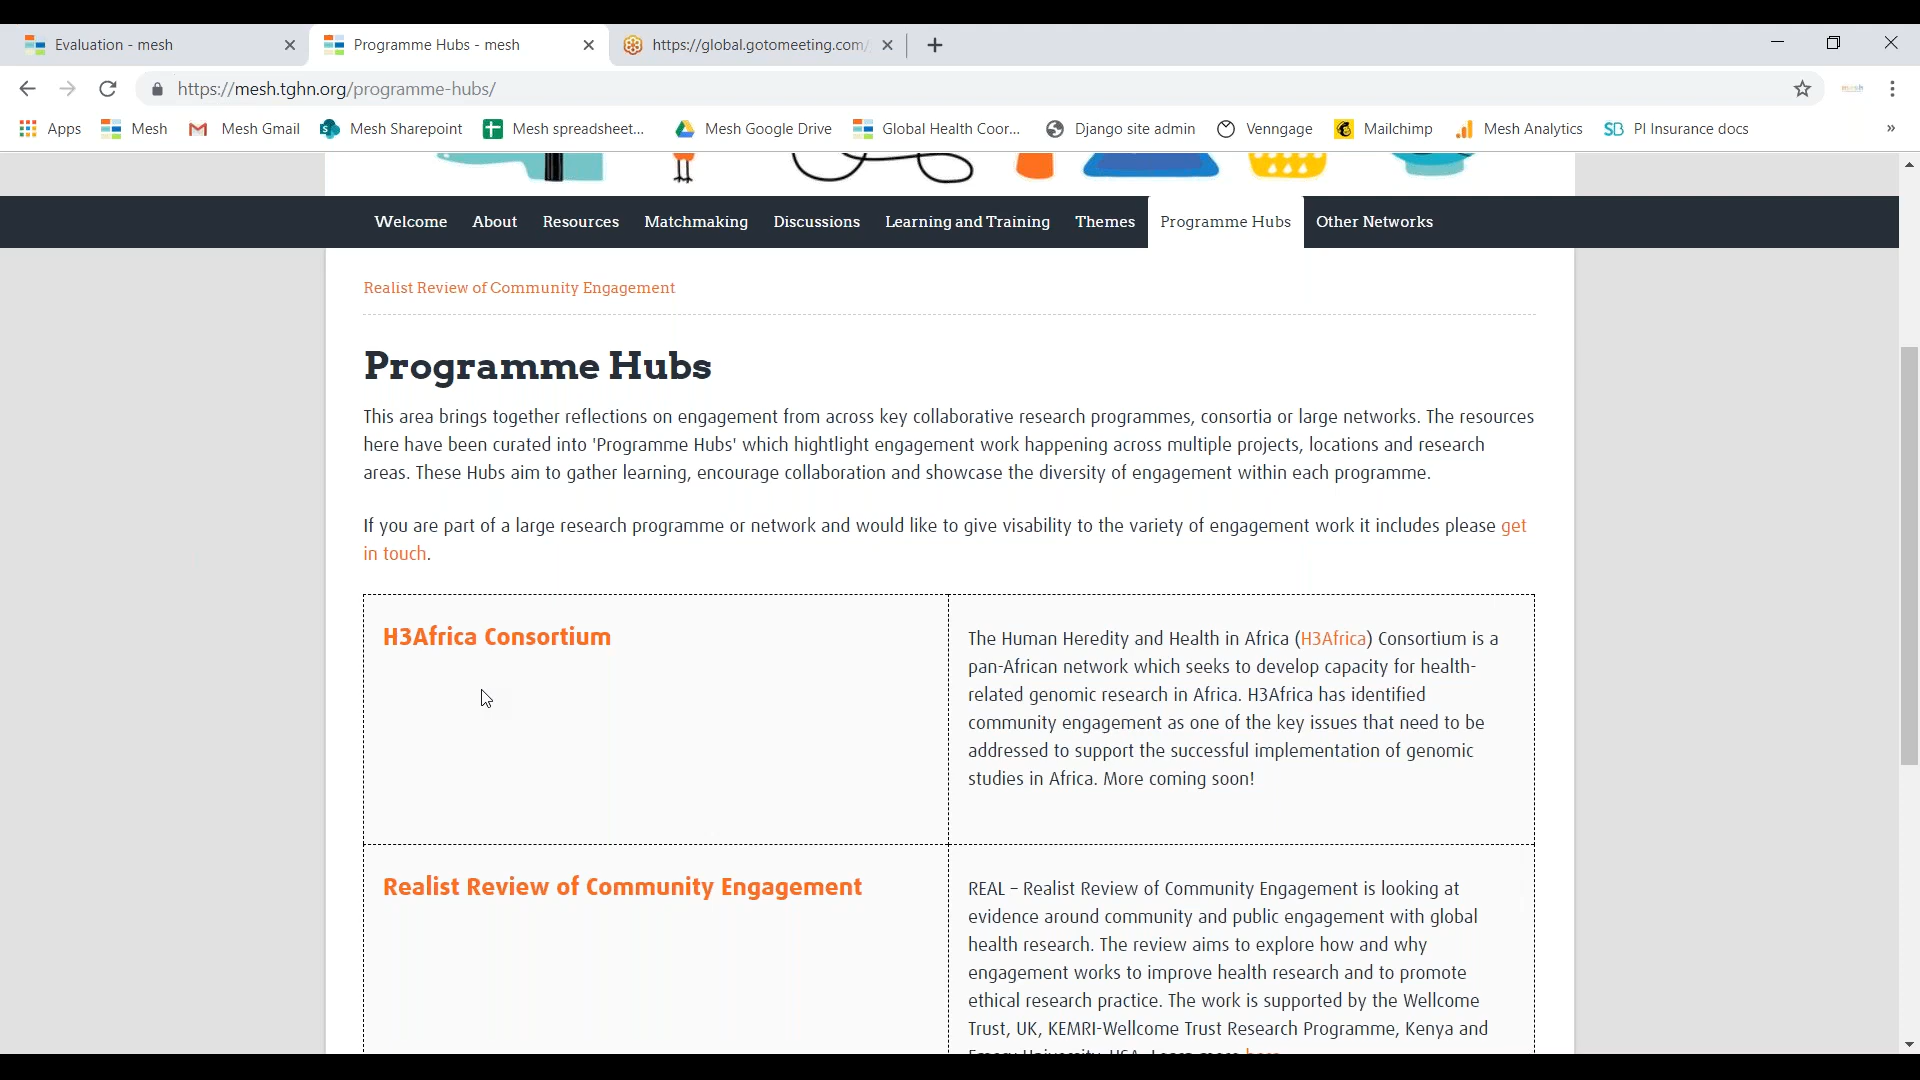 Evaluation - mesh
Programme Hubs - mesh
https://global.gotomeeting.com/
https://mesh.tghn.org/programme-hubs/
mesh
Apps
Mesh
Mesh Gmail
Mesh Sharepoint
Mesh spreadsheet...
Mesh Google Drive
Global Health Coor...
Django site admin
Venngage
Mailchimp
Mesh Analytics
SB PI Insurance docs
»
Welcome
About
Resources
Matchmaking
Discussions
Learning and Training
Themes
Programme Hubs
Other Networks
Realist Review of Community Engagement
Programme Hubs
This area brings together reflections on engagement from across key collaborative research programmes, consortia or large networks. The resources
here have been curated into 'Programme Hubs' which hightlight engagement work happening across multiple projects, locations and research
areas. These Hubs aim to gather learning, encourage collaboration and showcase the diversity of engagement within each programme.
If you are part of a large research programme or network and would like to give visability to the variety of engagement work it includes please get
in touch.
H3Africa Consortium
The Human Heredity and Health in Africa (H3Africa) Consortium is a
pan-African network which seeks to develop capacity for health-
related genomic research in Africa. H3Africa has identified
community engagement as one of the key issues that need to be
addressed to support the successful implementation of genomic
studies in Africa. More coming soon!
Realist Review of Community Engagement
REAL – Realist Review of Community Engagement is looking at
evidence around community and public engagement with global
health research. The review aims to explore how and why
engagement works to improve health research and to promote
ethical research practice. The work is supported by the Wellcome
Trust, UK, KEMRI-Wellcome Trust Research Programme, Kenya and